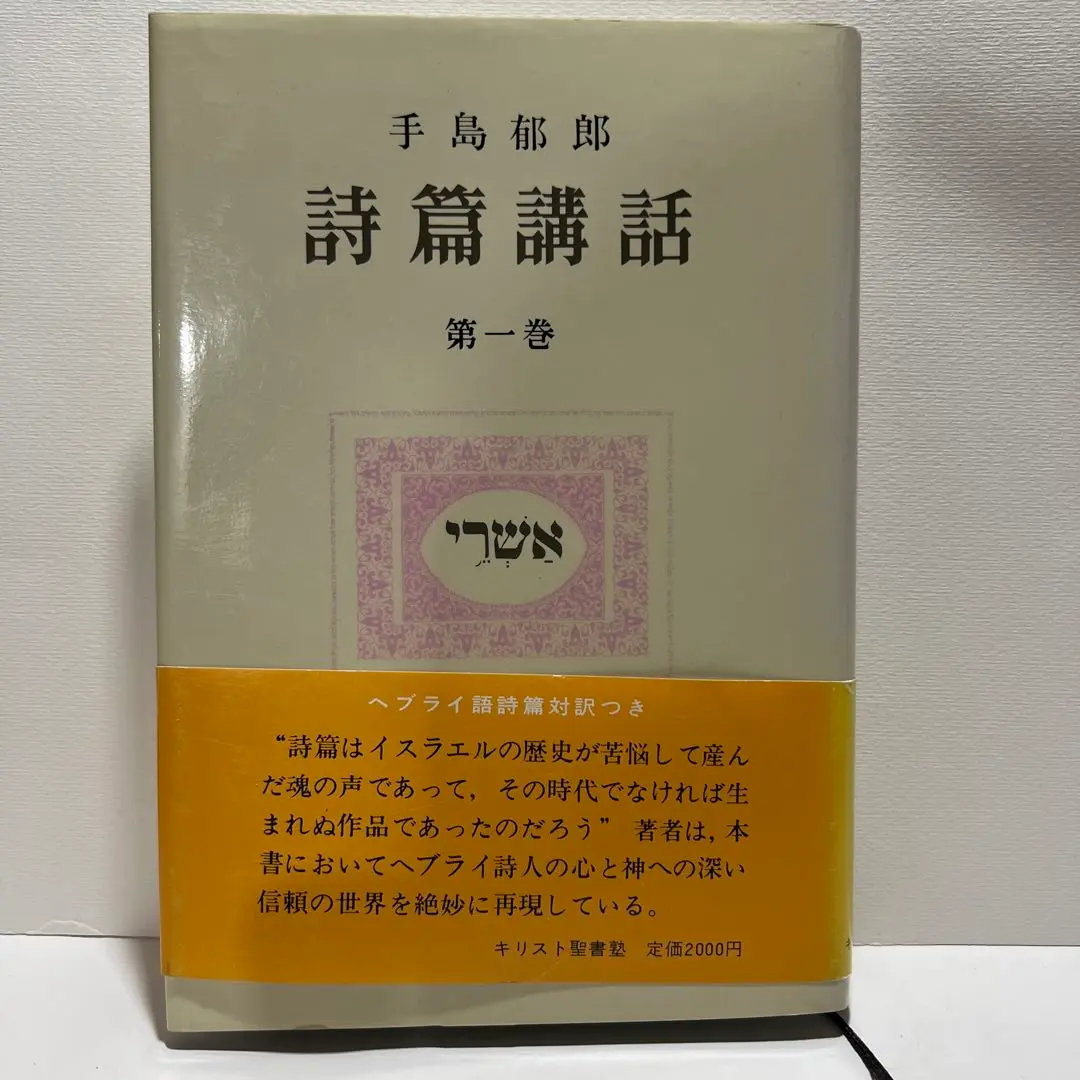 手島郁郎
詩篇講話
第一巻
אַשְׁרֵי
ヘブライ語詩篇対訳つき
“詩篇はイスラエルの歴史が苦悩して産ん
だ魂の声であって，その時代でなければ生
まれぬ作品であったのだろう” 著者は，本
書においてヘブライ詩人の心と神への深い
信頼の世界を絶妙に再現している。
キリスト聖書塾 定価2000円